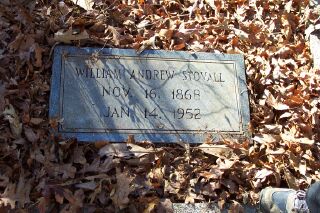 WILLIAM ANDREW STOVALL
NOV. 16, 1868
JAN. 14, 1952